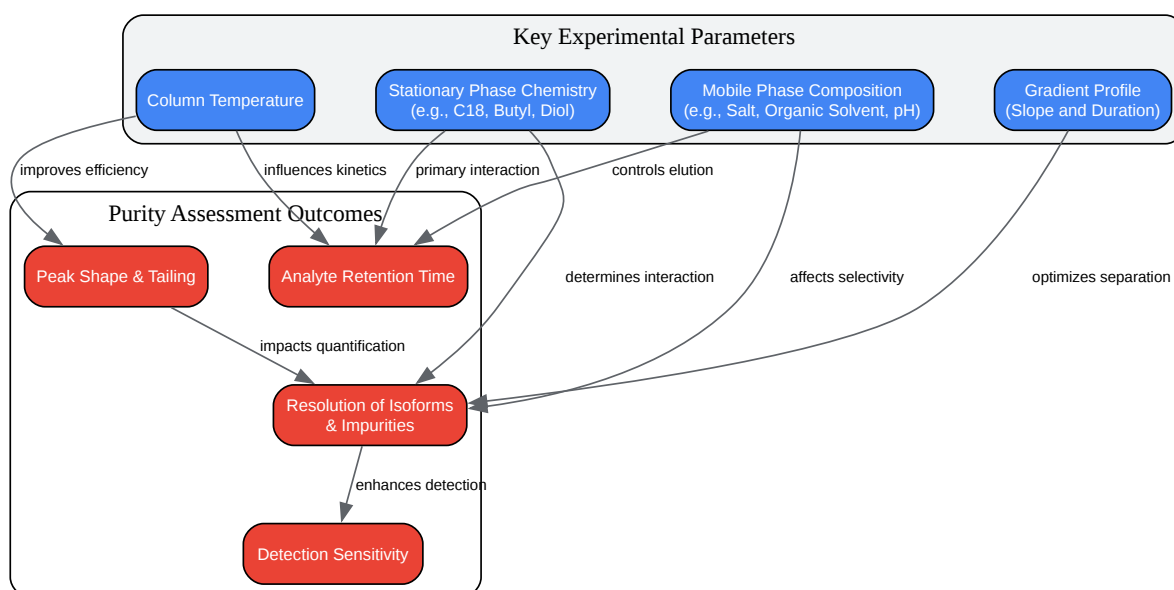 Key Experimental Parameters
Column Temperature
Stationary Phase Chemistry
(e.g., C18, Butyl, Diol)
Mobile Phase Composition
(e.g., Salt, Organic Solvent, pH)
Gradient Profile
(Slope and Duration)
improves efficiency
influences kinetics
primary interaction
controls elution
Purity Assessment Outcomes
Peak Shape & Tailing
Analyte Retention Time
determines interaction
affects selectivity
optimizes separation
impacts quantification
Resolution of Isoforms
& Impurities
enhances detection
Detection Sensitivity